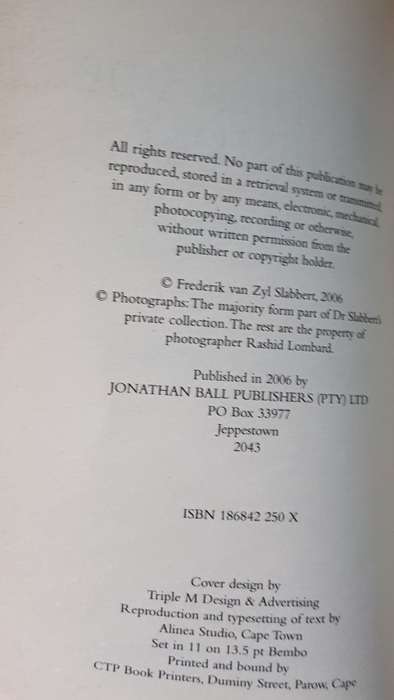 All rights reserved. No part of this publication may be
reproduced, stored in a retrieval system or transmitted,
in any form or by any means, electronic, mechanical,
photocopying, recording or otherwise,
without written permission from the
publisher or copyright holder.
© Frederik van Zyl Slabbert, 2006
© Photographs: The majority form part of Dr Slabbert's
private collection. The rest are the property of
photographer Rashid Lombard.
Published in 2006 by
JONATHAN BALL PUBLISHERS (PTY) LTD
PO Box 33977
Jeppestown
2043
ISBN 186842 250 X
Cover design by
Triple M Design & Advertising
Reproduction and typesetting of text by
Alinea Studio, Cape Town
Set in 11 on 13.5 pt Bembo
Printed and bound by
CTP Book Printers, Duminy Street, Parow, Cape